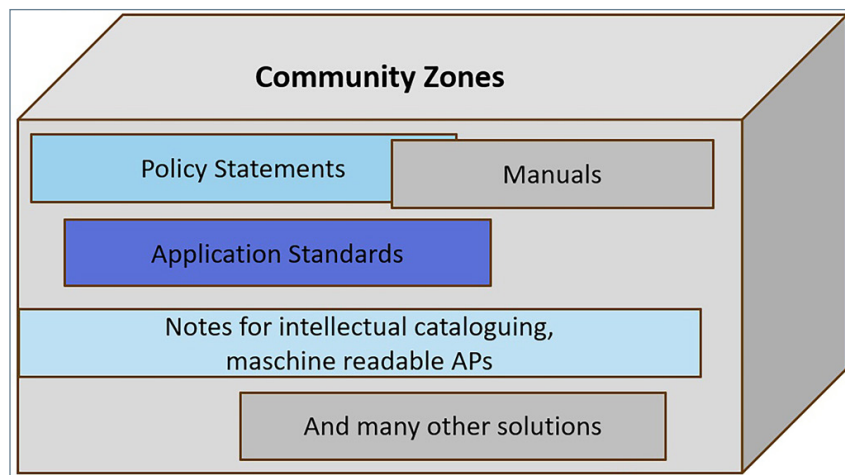 Community Zones
Policy Statements
Manuals
Application Standards
Notes for intellectual cataloguing,
maschine readable APs
And many other solutions